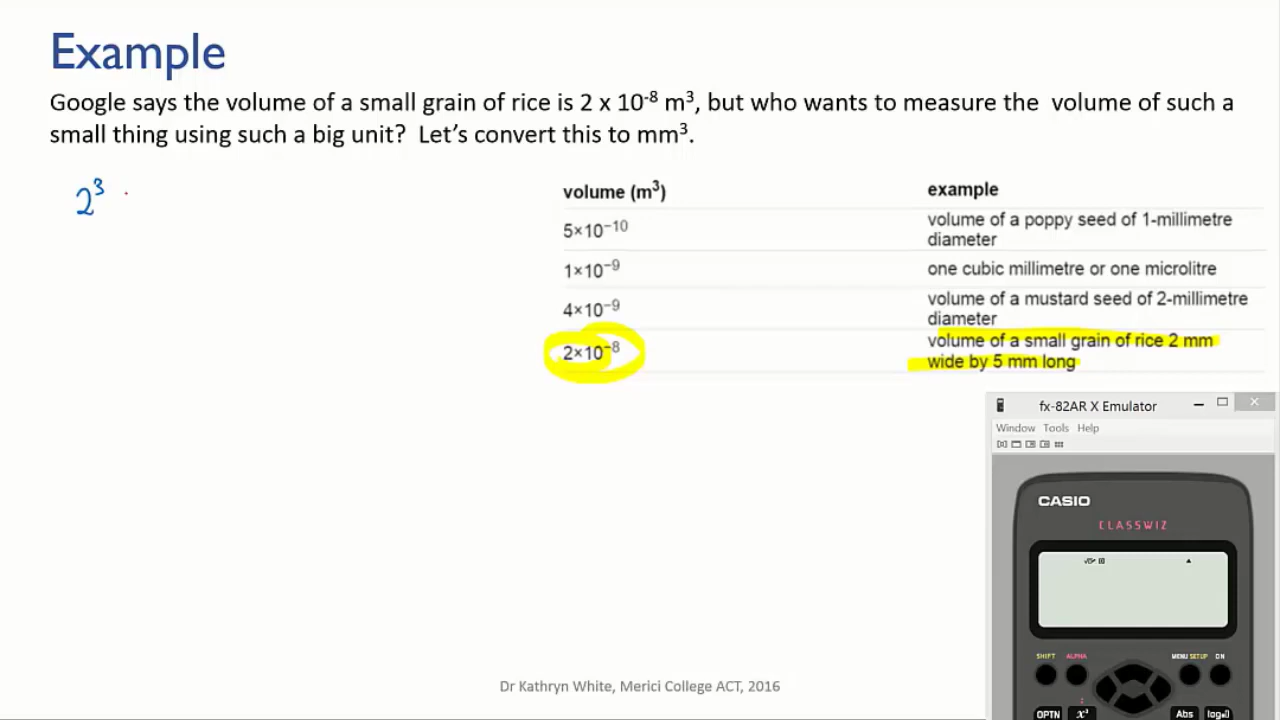 Example
Google says the volume of a small grain of rice is 2 x 10⁻⁸ m³, but who wants to measure the volume of such a
small thing using such a big unit? Let's convert this to mm³.
2³
volume (m³) example
5×10⁻¹⁰ volume of a poppy seed of 1-millimetre
diameter
1×10⁻⁹ one cubic millimetre or one microlitre
4×10⁻⁹ volume of a mustard seed of 2-millimetre
diameter
2×10⁻⁸ volume of a small grain of rice 2 mm
wide by 5 mm long
fx-82AR X Emulator
Window Tools Help
CASIO
CLASSWIZ
SHIFT ALPHA MENU SETUP ON
OPTN x³ Abs
Dr Kathryn White, Merici College ACT, 2016